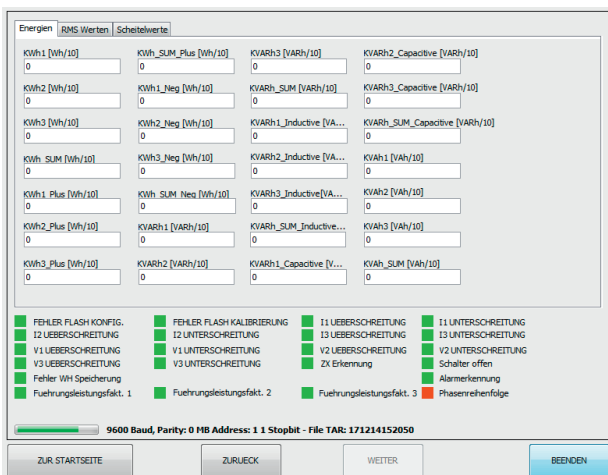 Energien RMS Werten Scheitelwerte
KWh1 [Wh/10] KWh_SUM_Plus [Wh/10] KVARh3 [VARh/10] KVARh2_Capacitive [VARh/10]
0 0 0 0
KWh2 [Wh/10] KWh1_Neg [Wh/10] KVARh_SUM [VARh/10] KVARh3_Capacitive [VARh/10]
0 0 0 0
KWh3 [Wh/10] KWh2_Neg [Wh/10] KVARh1_Inductive [VA... KVARh_SUM_Capacitive [VARh/10]
0 0 0 0
KWh_SUM [Wh/10] KWh3_Neg [Wh/10] KVARh2_Inductive [VA... KVAh1 [VAh/10]
0 0 0 0
KWh1_Plus [Wh/10] KWh_SUM_Neg [Wh/10] KVARh3_Inductive[VA... KVAh2 [VAh/10]
0 0 0 0
KWh2_Plus [Wh/10] KVARh1 [VARh/10] KVARh_SUM_Inductive... KVAh3 [VAh/10]
0 0 0 0
KWh3_Plus [Wh/10] KVARh2 [VARh/10] KVARh1_Capacitive [V... KVAh_SUM [VAh/10]
0 0 0 0
FEHLER FLASH KONFIG. FEHLER FLASH KALIBRIERUNG I1 UEBERSCHREITUNG I1 UNTERSCHREITUNG
I2 UEBERSCHREITUNG I2 UNTERSCHREITUNG I3 UEBERSCHREITUNG I3 UNTERSCHREITUNG
V1 UEBERSCHREITUNG V1 UNTERSCHREITUNG V2 UEBERSCHREITUNG V2 UNTERSCHREITUNG
V3 UEBERSCHREITUNG V3 UNTERSCHREITUNG ZX Erkennung Schalter offen
Fehler WH Speicherung Alarmerkennung
Fuehrungsleistungsfakt. 1 Fuehrungsleistungsfakt. 2 Fuehrungsleistungsfakt. 3 Phasenreihenfolge
9600 Baud, Parity: 0 MB Address: 1 1 Stopbit - File TAR: 171214152050
ZUR STARTSEITE ZURUECK WEITER BEENDEN